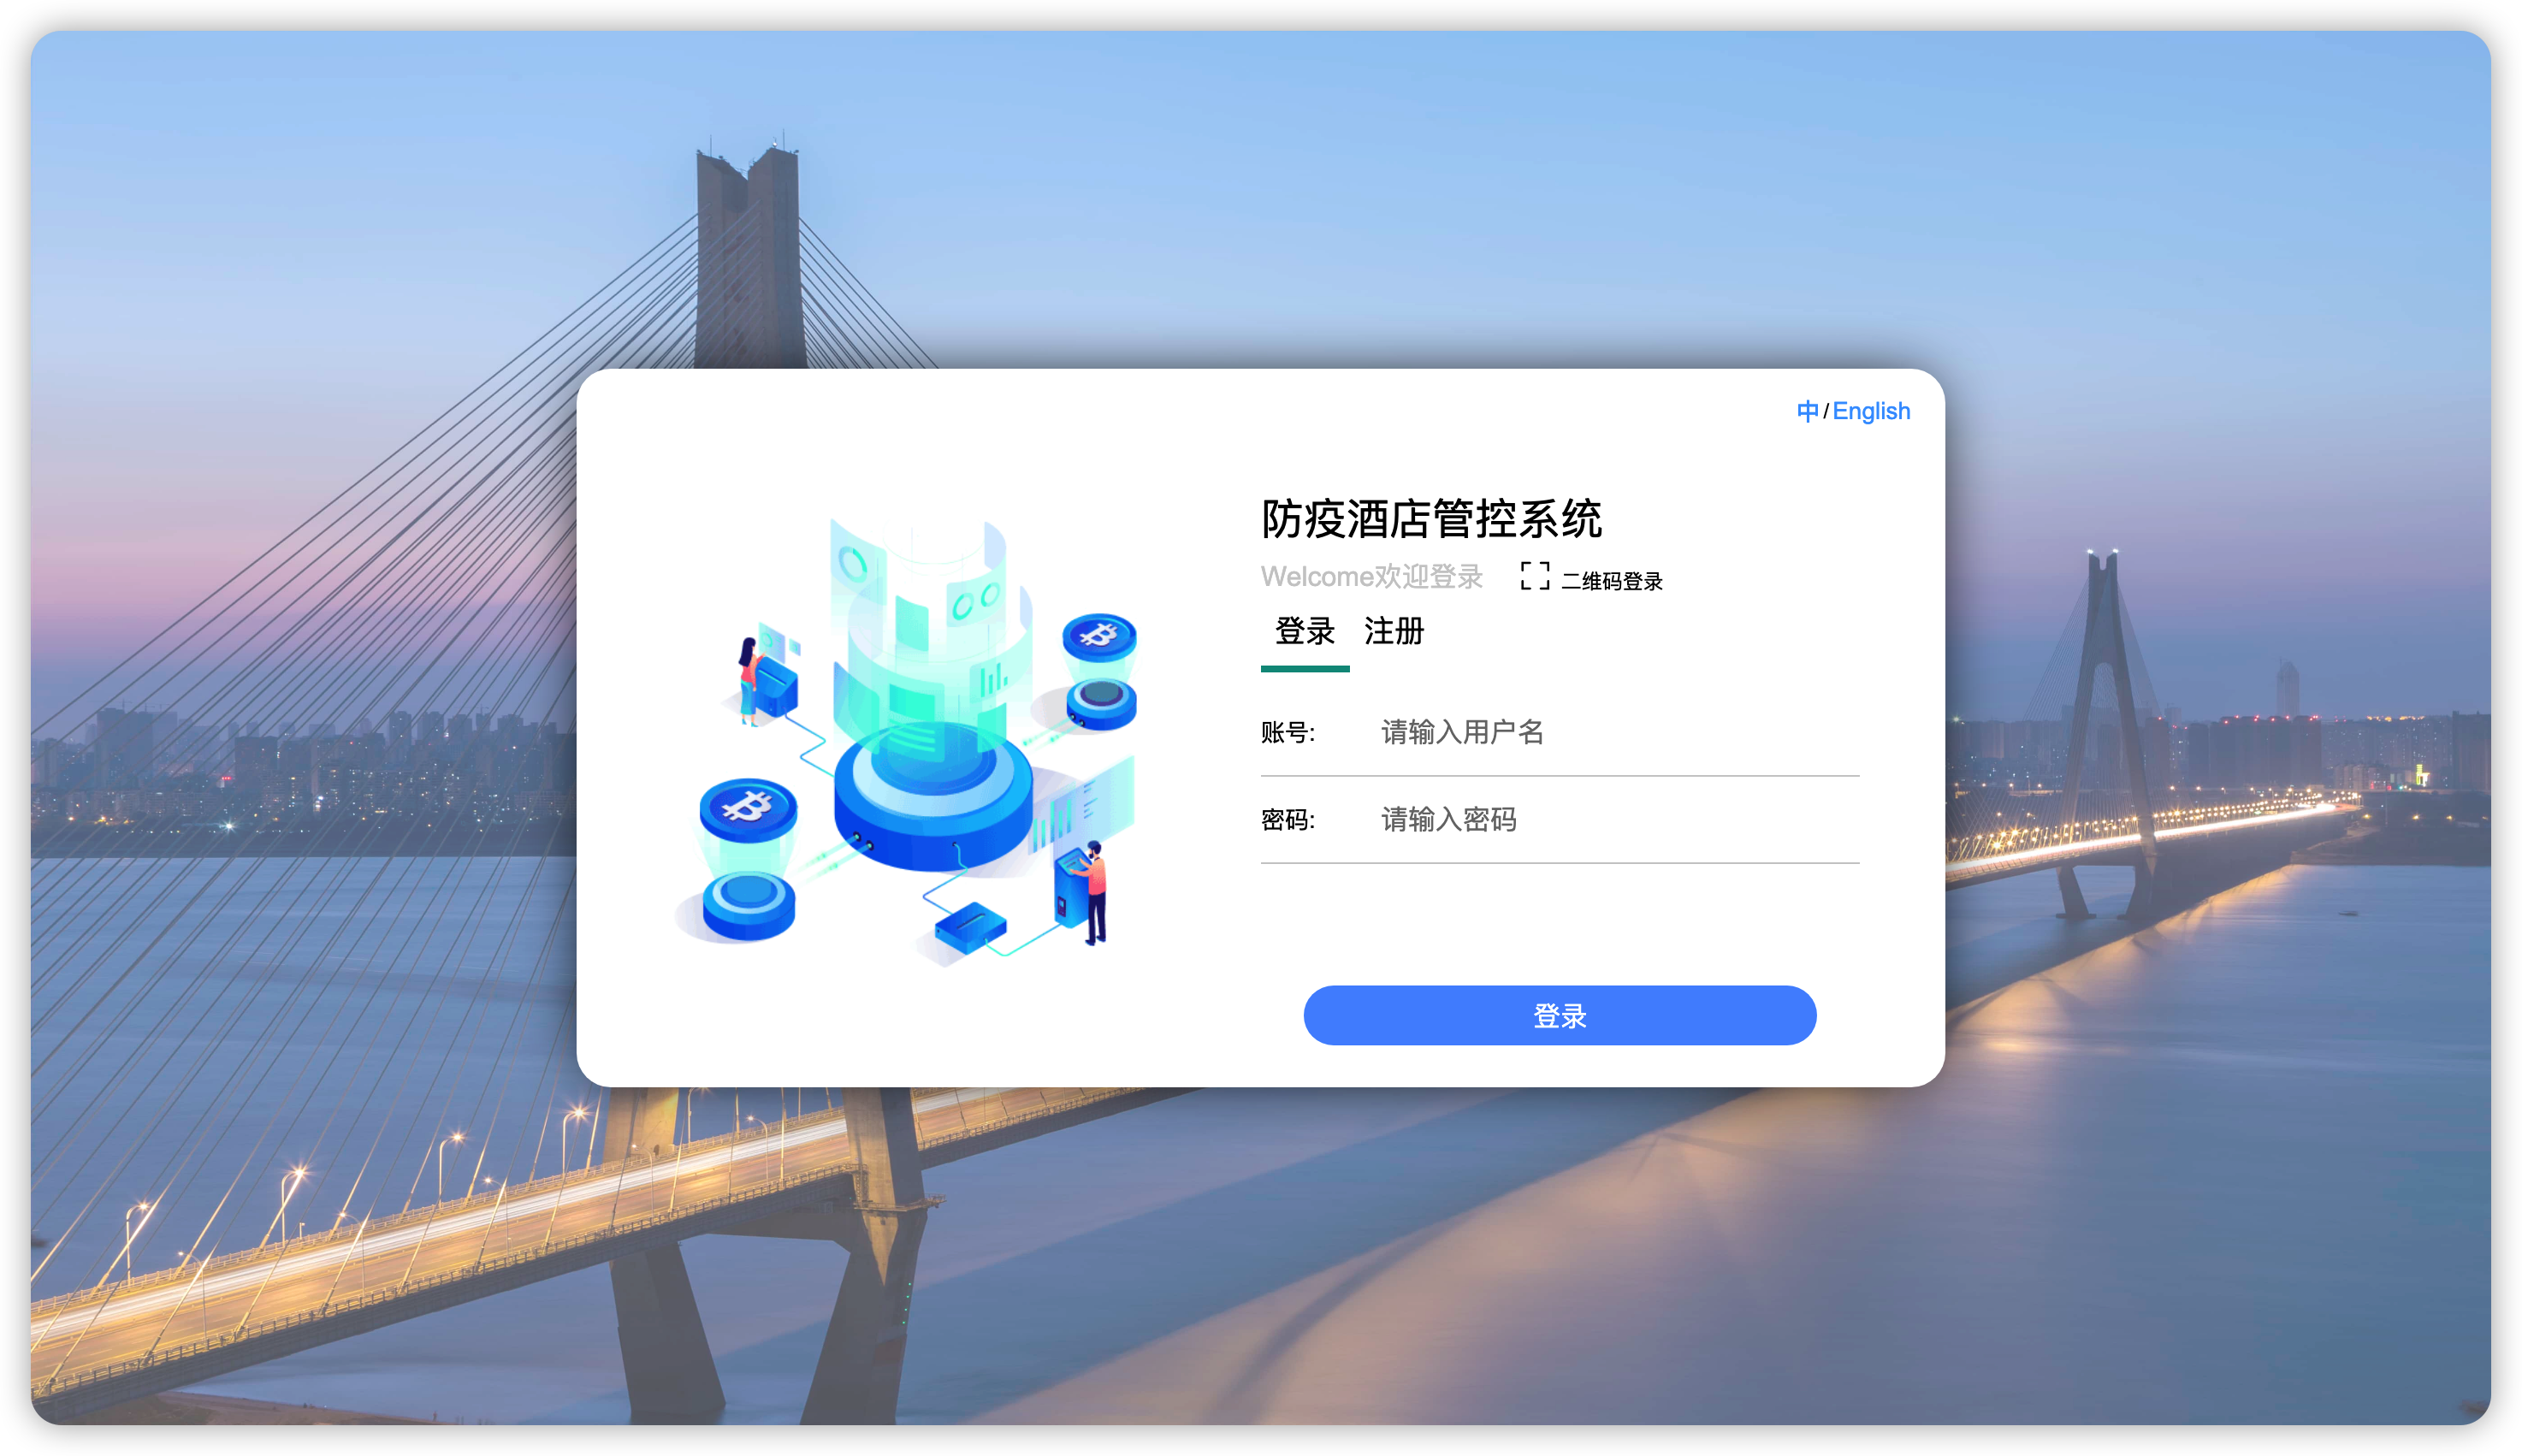 中/English
防疫酒店管控系统
Welcome欢迎登录 二维码登录
登录 注册
账号: 请输入用户名
密码: 请输入密码
登录